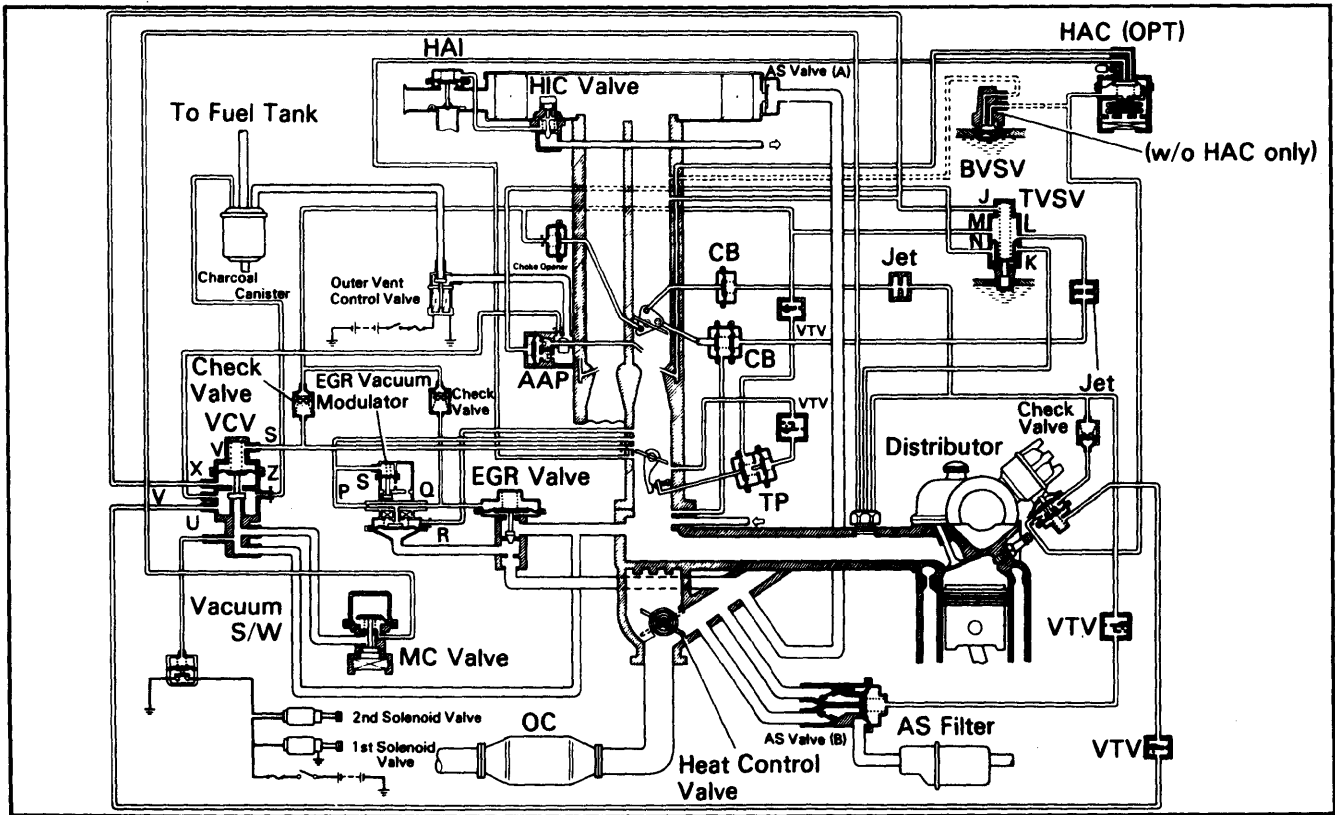 HAI
HIC Valve
AS Valve (A)
HAC (OPT)
To Fuel Tank
BVSV
(w/o HAC only)
J
TVSV
M
L
N
K
Charcoal
Canister
Outer Vent
Control Valve
Choke Opener
CB
Jet
VTV
CB
AAP
Check
Valve
EGR Vacuum
Modulator
Check
Valve
Jet
VTV
Check
Valve
VCV
V
S
X
Z
V
U
P
S
Q
R
EGR Valve
TP
Distributor
Vacuum
S/W
MC Valve
VTV
2nd Solenoid Valve
1st Solenoid
Valve
OC
AS Valve (B)
AS Filter
Heat Control
Valve
VTV